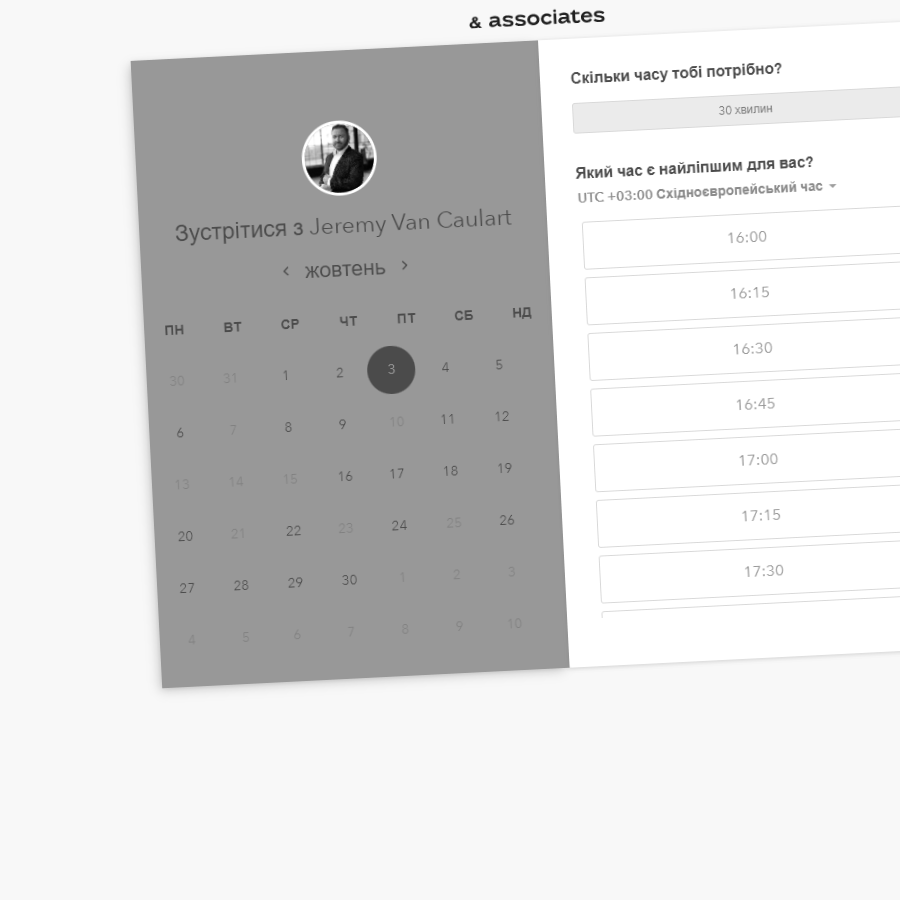 & associates
Зустрітися з Jeremy Van Caulart
жовтень
ПН ВТ СР ЧТ ПТ СБ НД
30 31 1 2 3 4 5
6 7 8 9 10 11 12
13 14 15 16 17 18 19
20 21 22 23 24 25 26
27 28 29 30 1 2 3
4 5 6 7 8 9 10
Скільки часу тобі потрібно?
30 хвилин
Який час є найліпшим для вас?
UTC +03:00 Східноєвропейський час
16:00
16:15
16:30
16:45
17:00
17:15
17:30